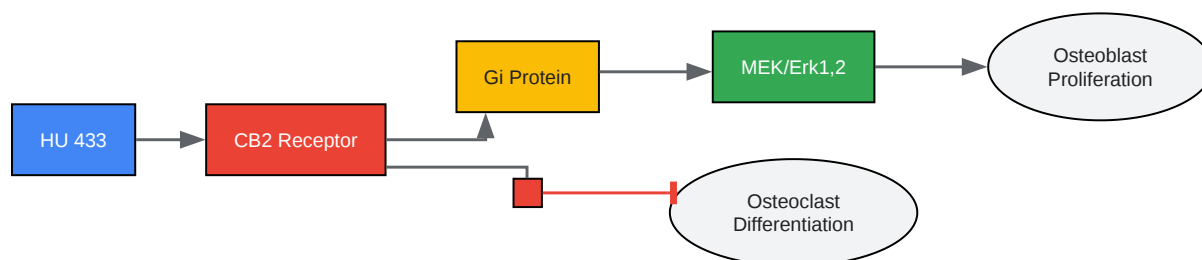 HU 433
CB2 Receptor
Gi Protein
MEK/Erk1,2
Osteoblast
Proliferation
Osteoclast
Differentiation